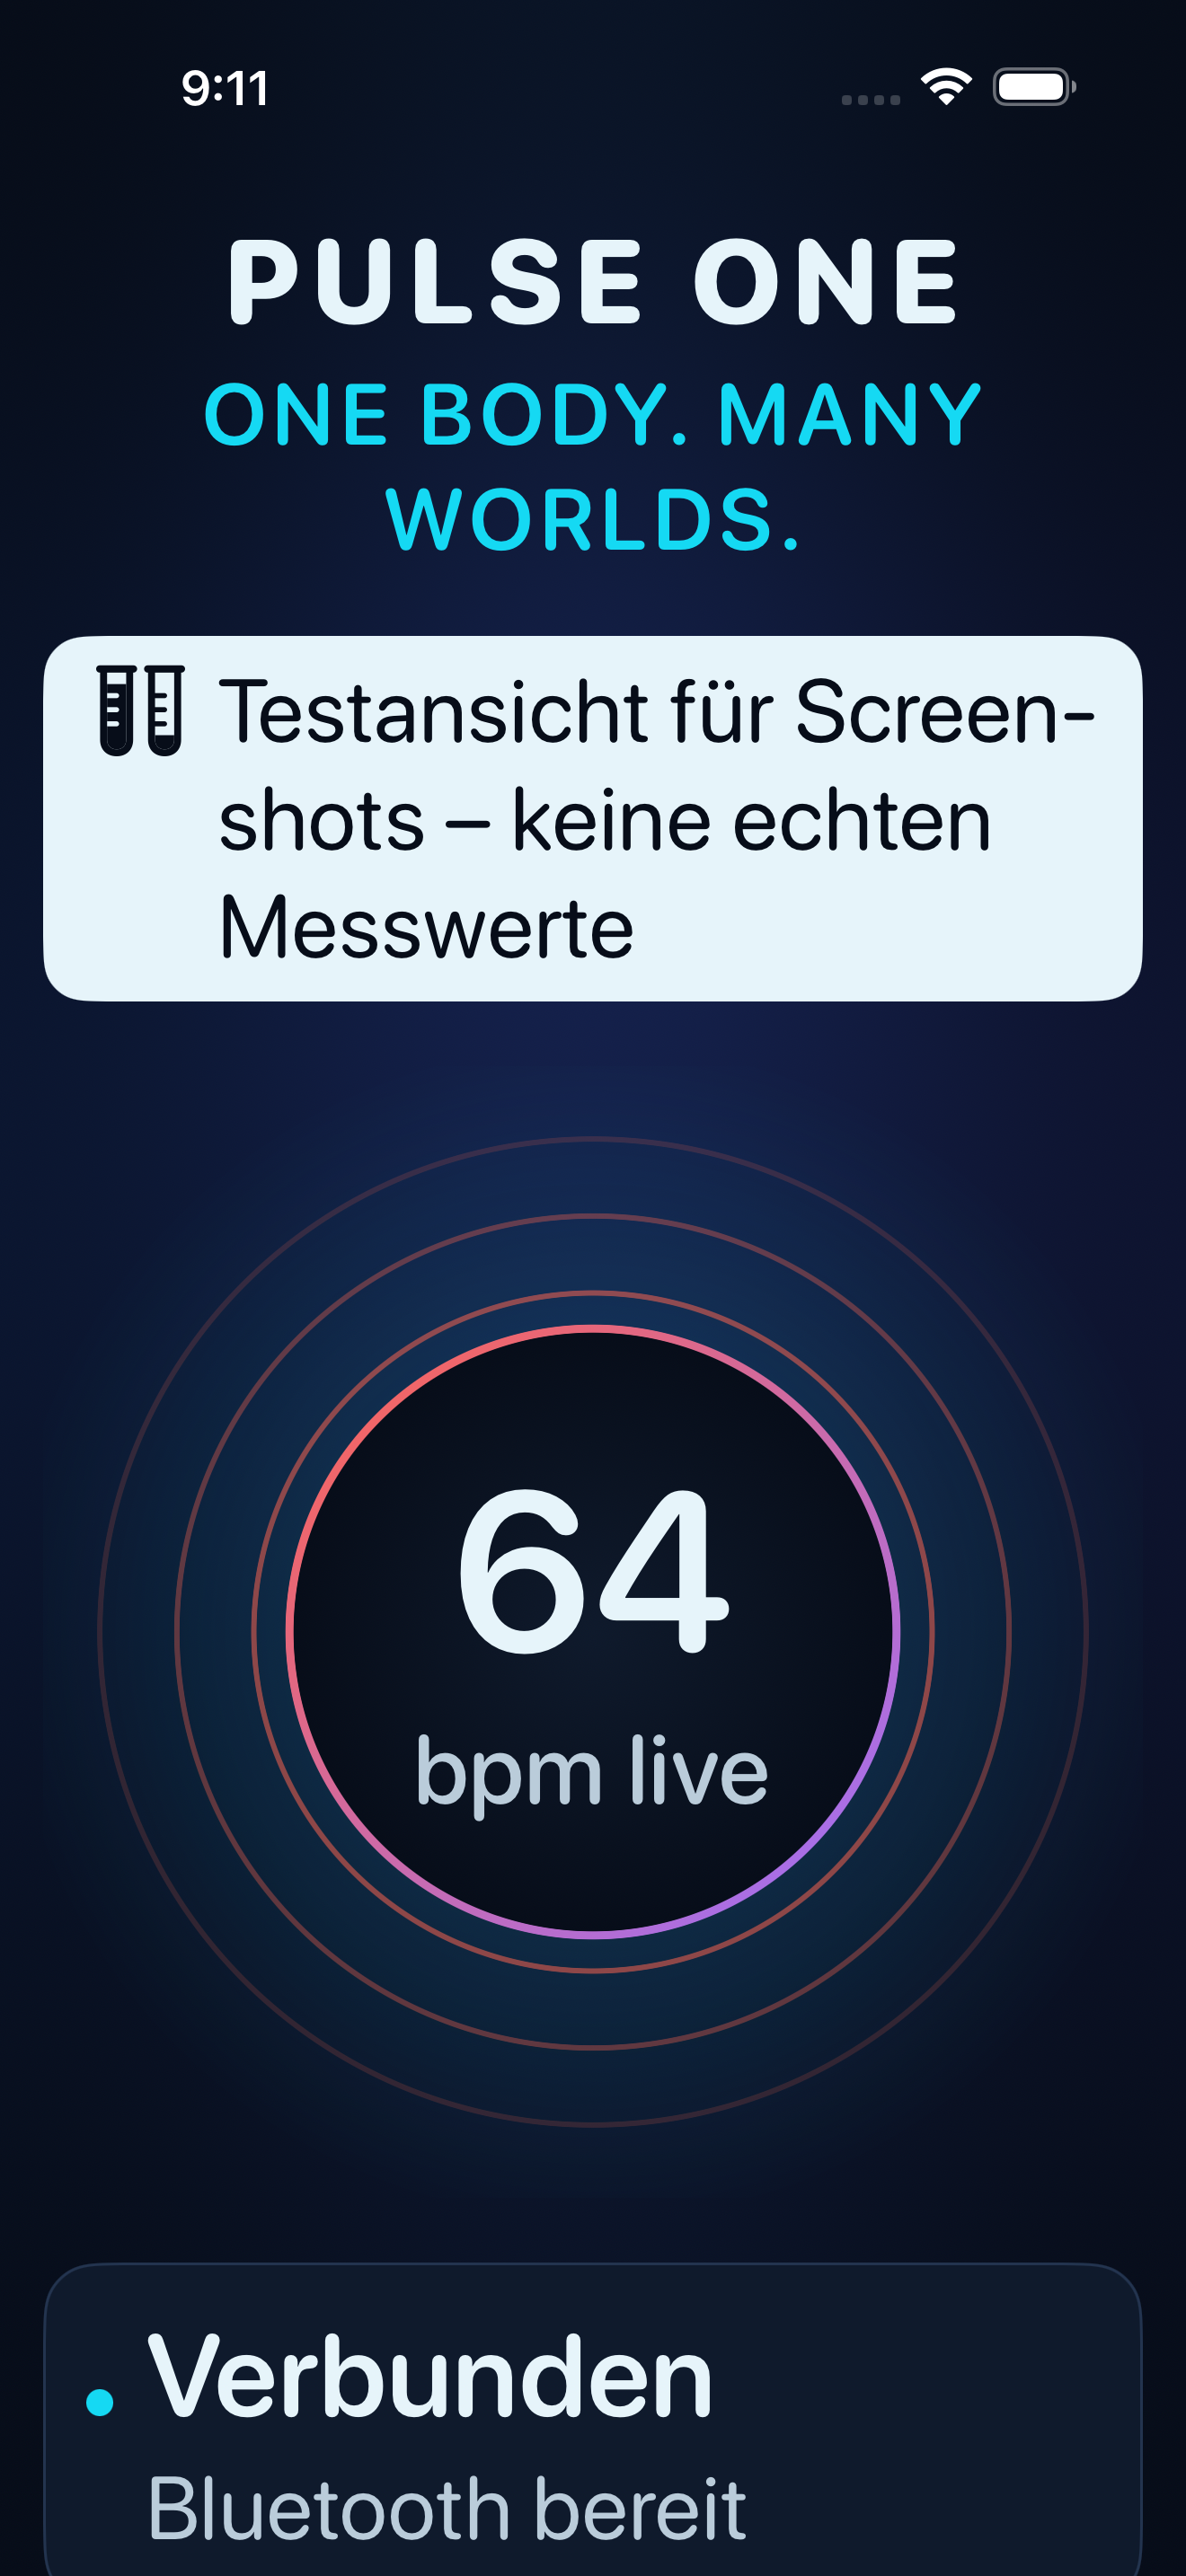 9:11
PULSE ONE
ONE BODY. MANY
WORLDS.
Testansicht für Screen-
shots – keine echten
Messwerte
64
bpm live
Verbunden
Bluetooth bereit